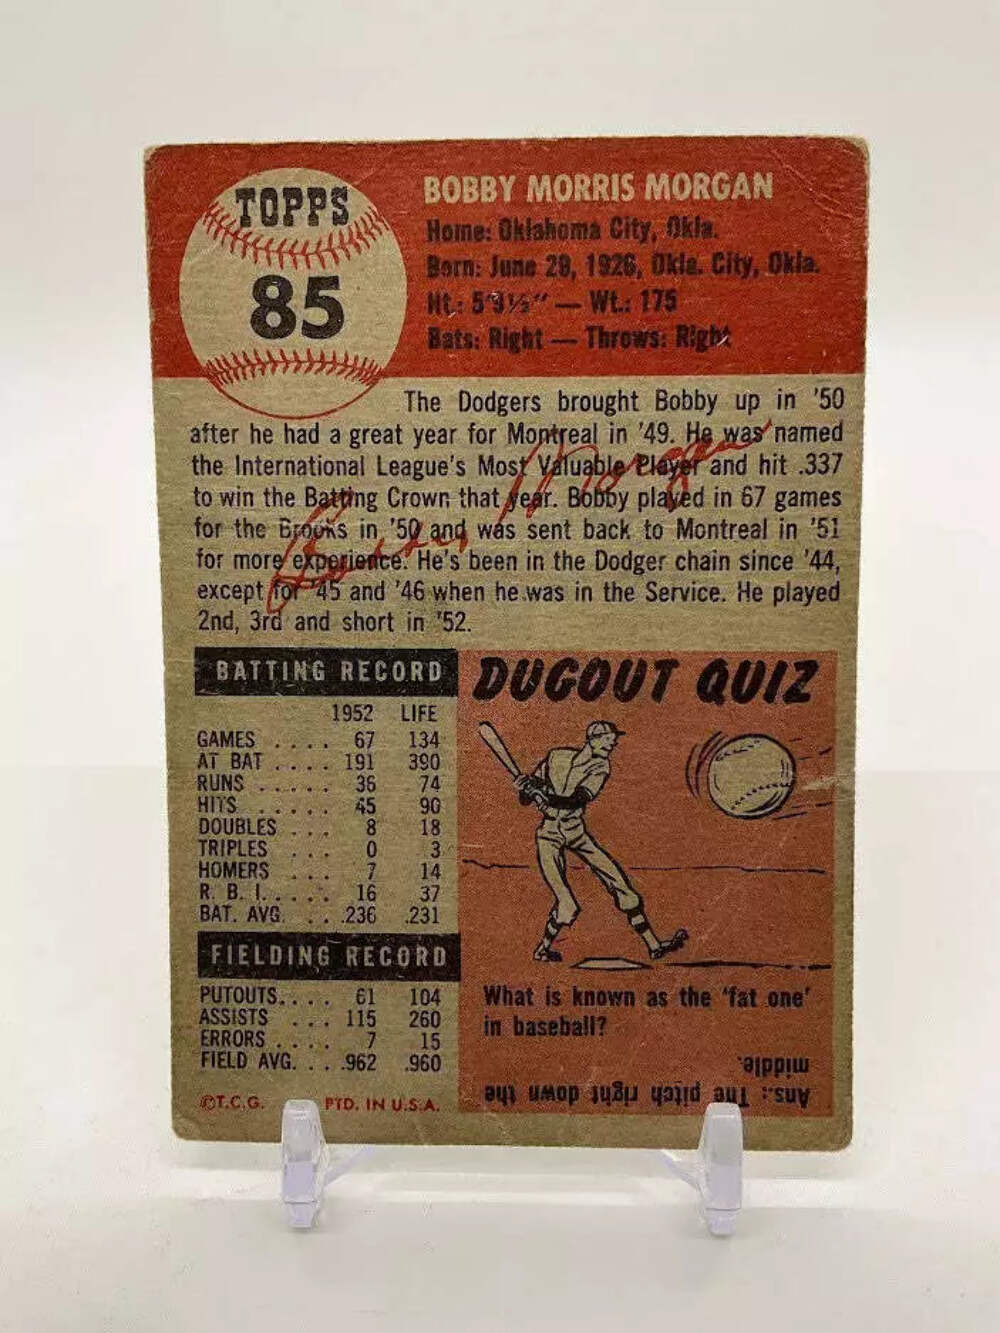 TOPPS
85
BOBBY MORRIS MORGAN
Home: Oklahoma City, Okla.
Born: June 29, 1926, Okla. City, Okla.
Ht.: 5'9½" — Wt.: 175
Bats: Right — Throws: Right
The Dodgers brought Bobby up in '50
after he had a great year for Montreal in '49. He was named
the International League's Most Valuable Player and hit .337
to win the Batting Crown that year. Bobby played in 67 games
for the Brooks in '50 and was sent back to Montreal in '51
for more experience. He's been in the Dodger chain since '44,
except for '45 and '46 when he was in the Service. He played
2nd, 3rd and short in '52.
Bobby Morgan
BATTING RECORD
1952 LIFE
GAMES .... 67 134
AT BAT .... 191 390
RUNS ..... 36 74
HITS ..... 45 90
DOUBLES ... 8 18
TRIPLES ... 0 3
HOMERS ... 7 14
R. B. I. .... 16 37
BAT. AVG. ... .236 .231
FIELDING RECORD
PUTOUTS.... 61 104
ASSISTS ... 115 260
ERRORS .... 7 15
FIELD AVG. ... .962 .960
©T.C.G. PTD. IN U.S.A.
DUGOUT QUIZ
What is known as the 'fat one'
in baseball?
Ans.: The pitch right down the
middle.